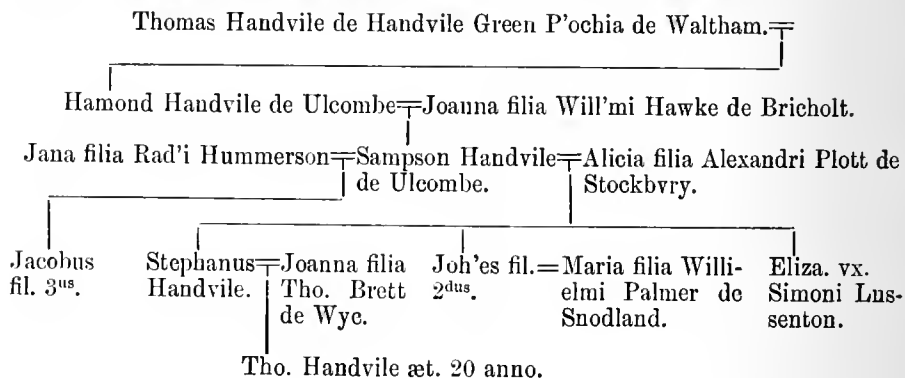 Thomas Handvile de Handvile Green P'ochia de Waltham.
Hamond Handvile de Ulcombe Joanna filia Will'mi Hawke de Bricholt.
Jana filia Rad'i Hummerson Sampson Handvile de Ulcombe. Alicia filia Alexandri Plott de Stockbvry.
Jacobus
fil. 3us.
Stephanus
Handvile.
Joanna filia
Tho. Brett
de Wye.
Joh'es fil.
2dus.
Maria filia Willi-
elmi Palmer de
Snodland.
Eliza. vx.
Simoni Lus-
senton.
Tho. Handvile æt. 20 anno.